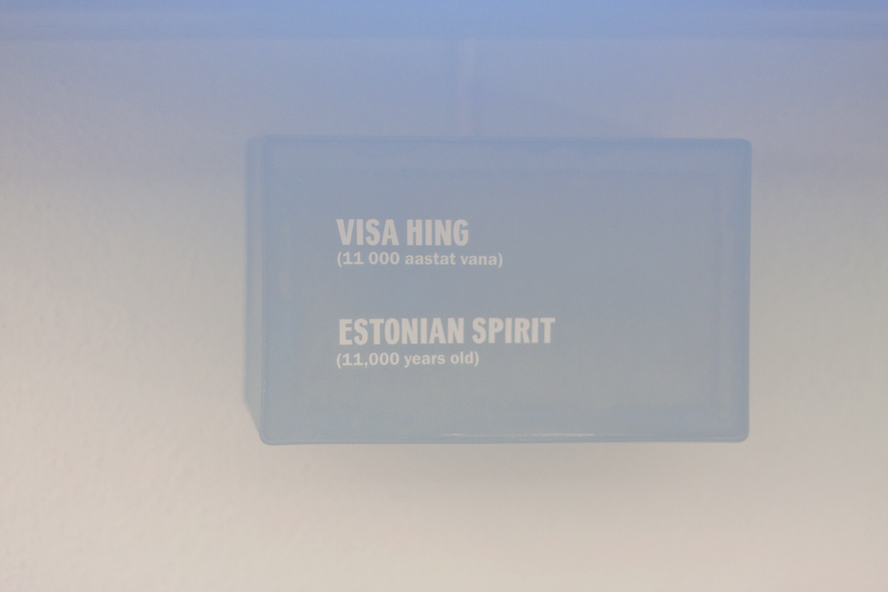 VISA HING
(11 000 aastat vana)
ESTONIAN SPIRIT
(11,000 years old)